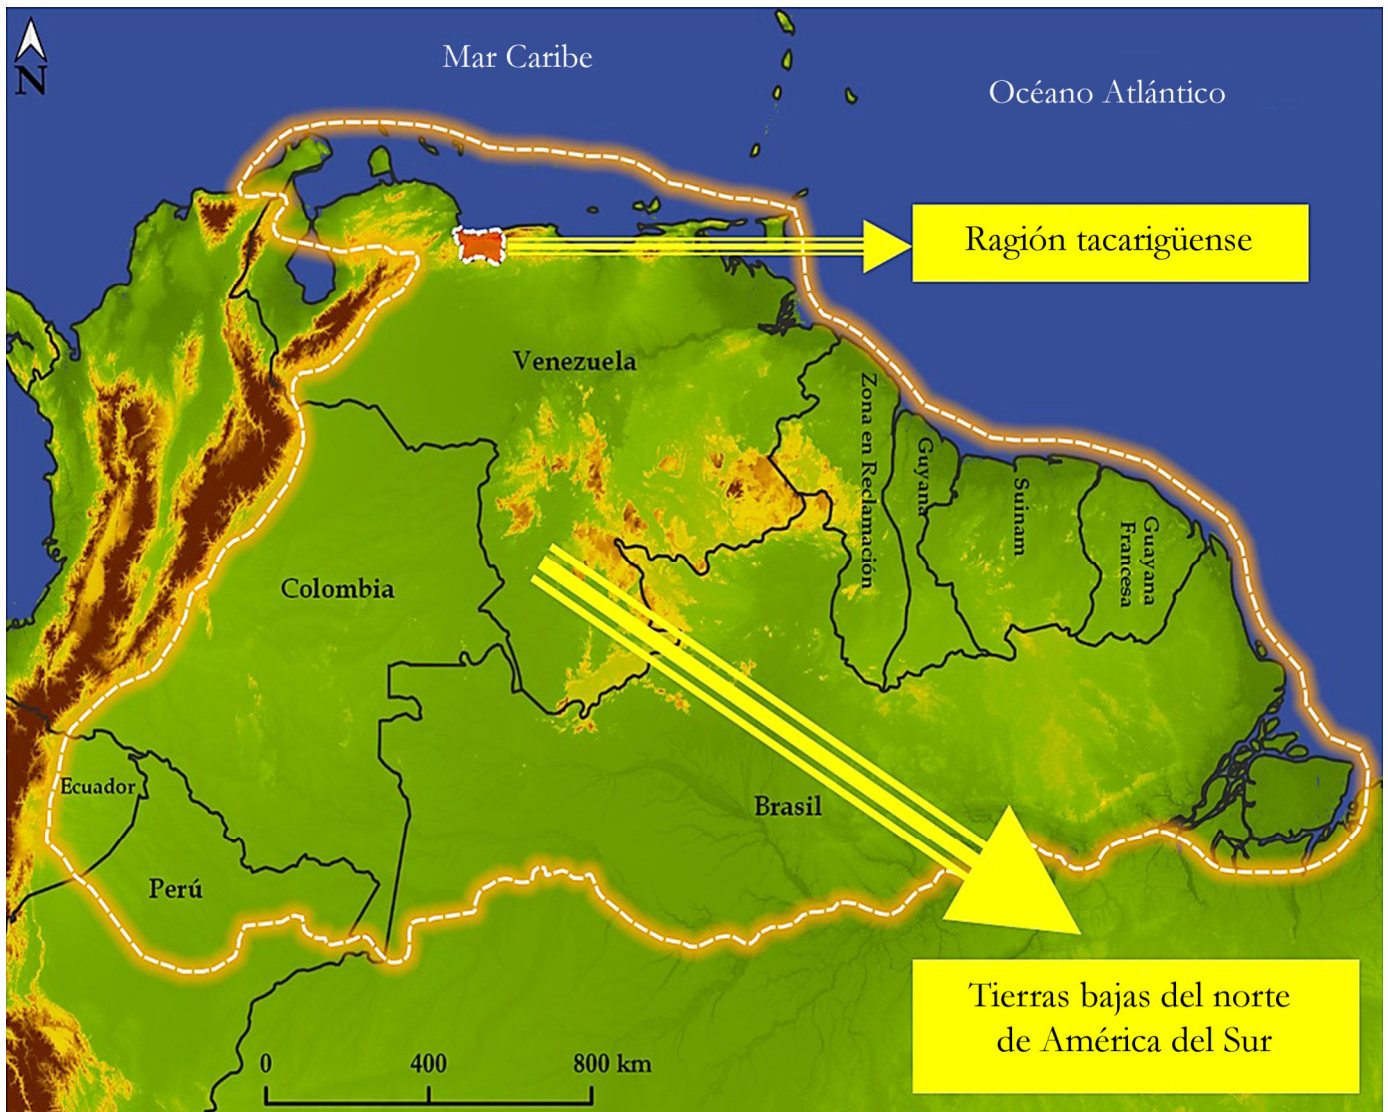 Mar Caribe
Océano Atlántico
N
Ragión tacarigüense
Venezuela
Zona en Reclamación
Guyana
Suinam
Guayana
Francesa
Colombia
Ecuador
Brasil
Perú
Tierras bajas del norte
de América del Sur
0 400 800 km